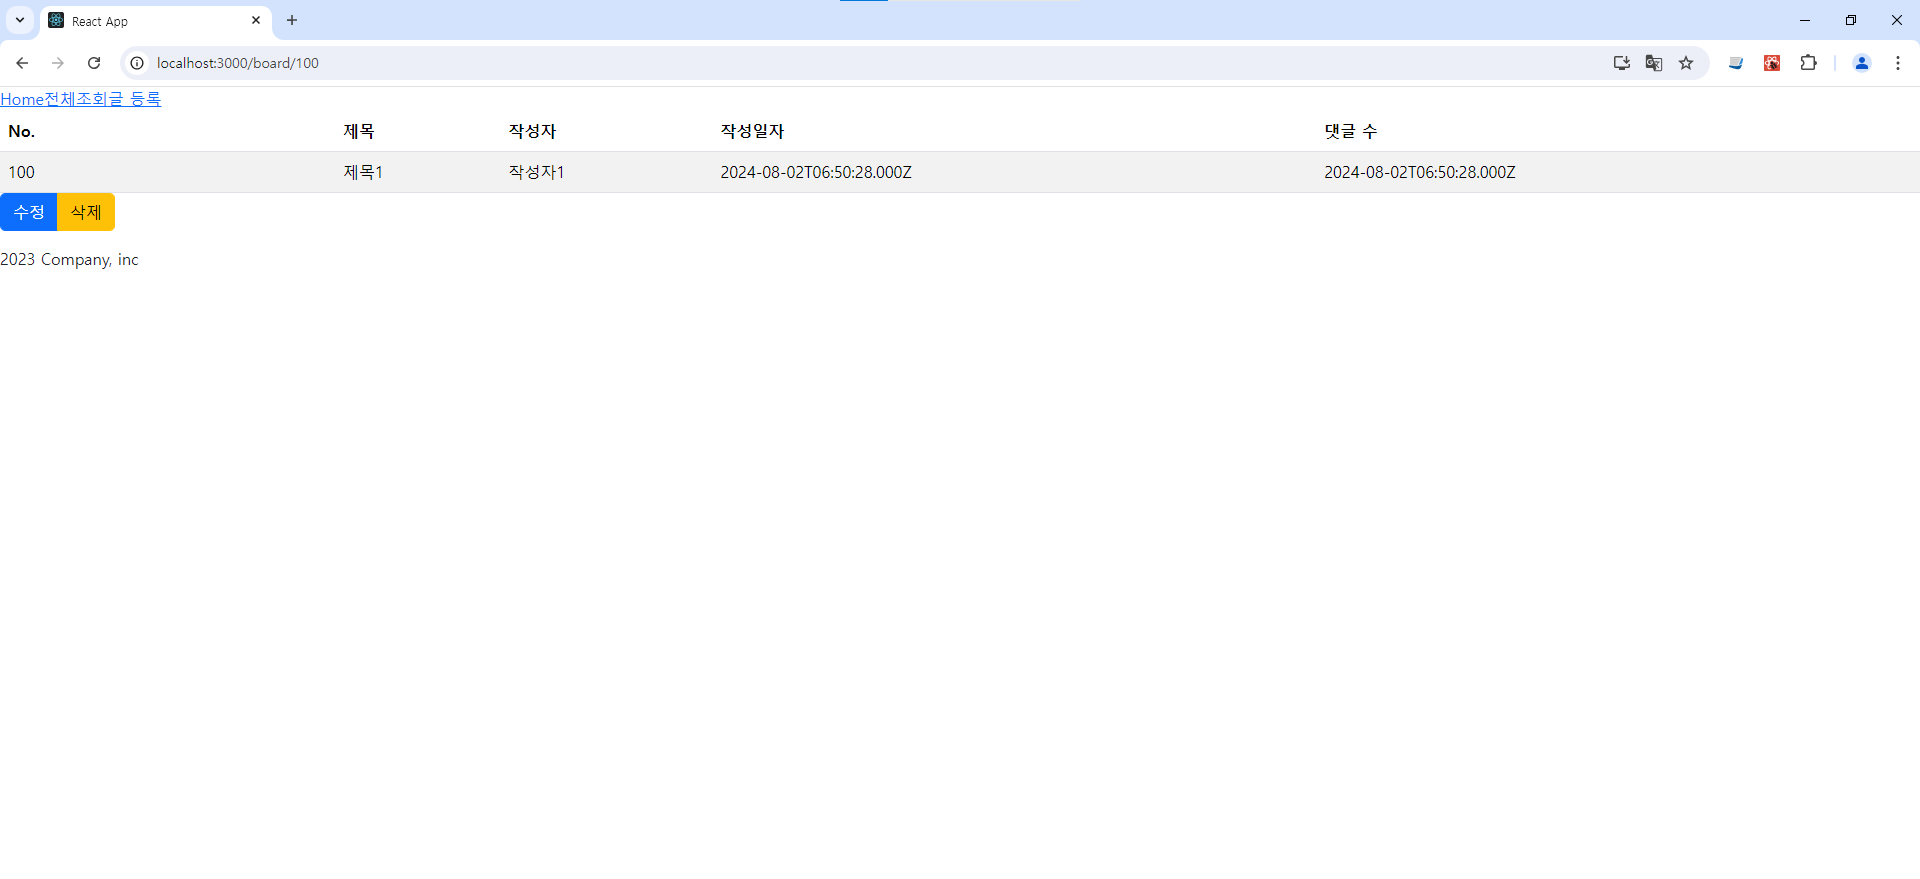 React App
localhost:3000/board/100
Home전체조회글 등록
No. 제목 작성자 작성일자 댓글 수
100 제목1 작성자1 2024-08-02T06:50:28.000Z 2024-08-02T06:50:28.000Z
수정 삭제
2023 Company, inc